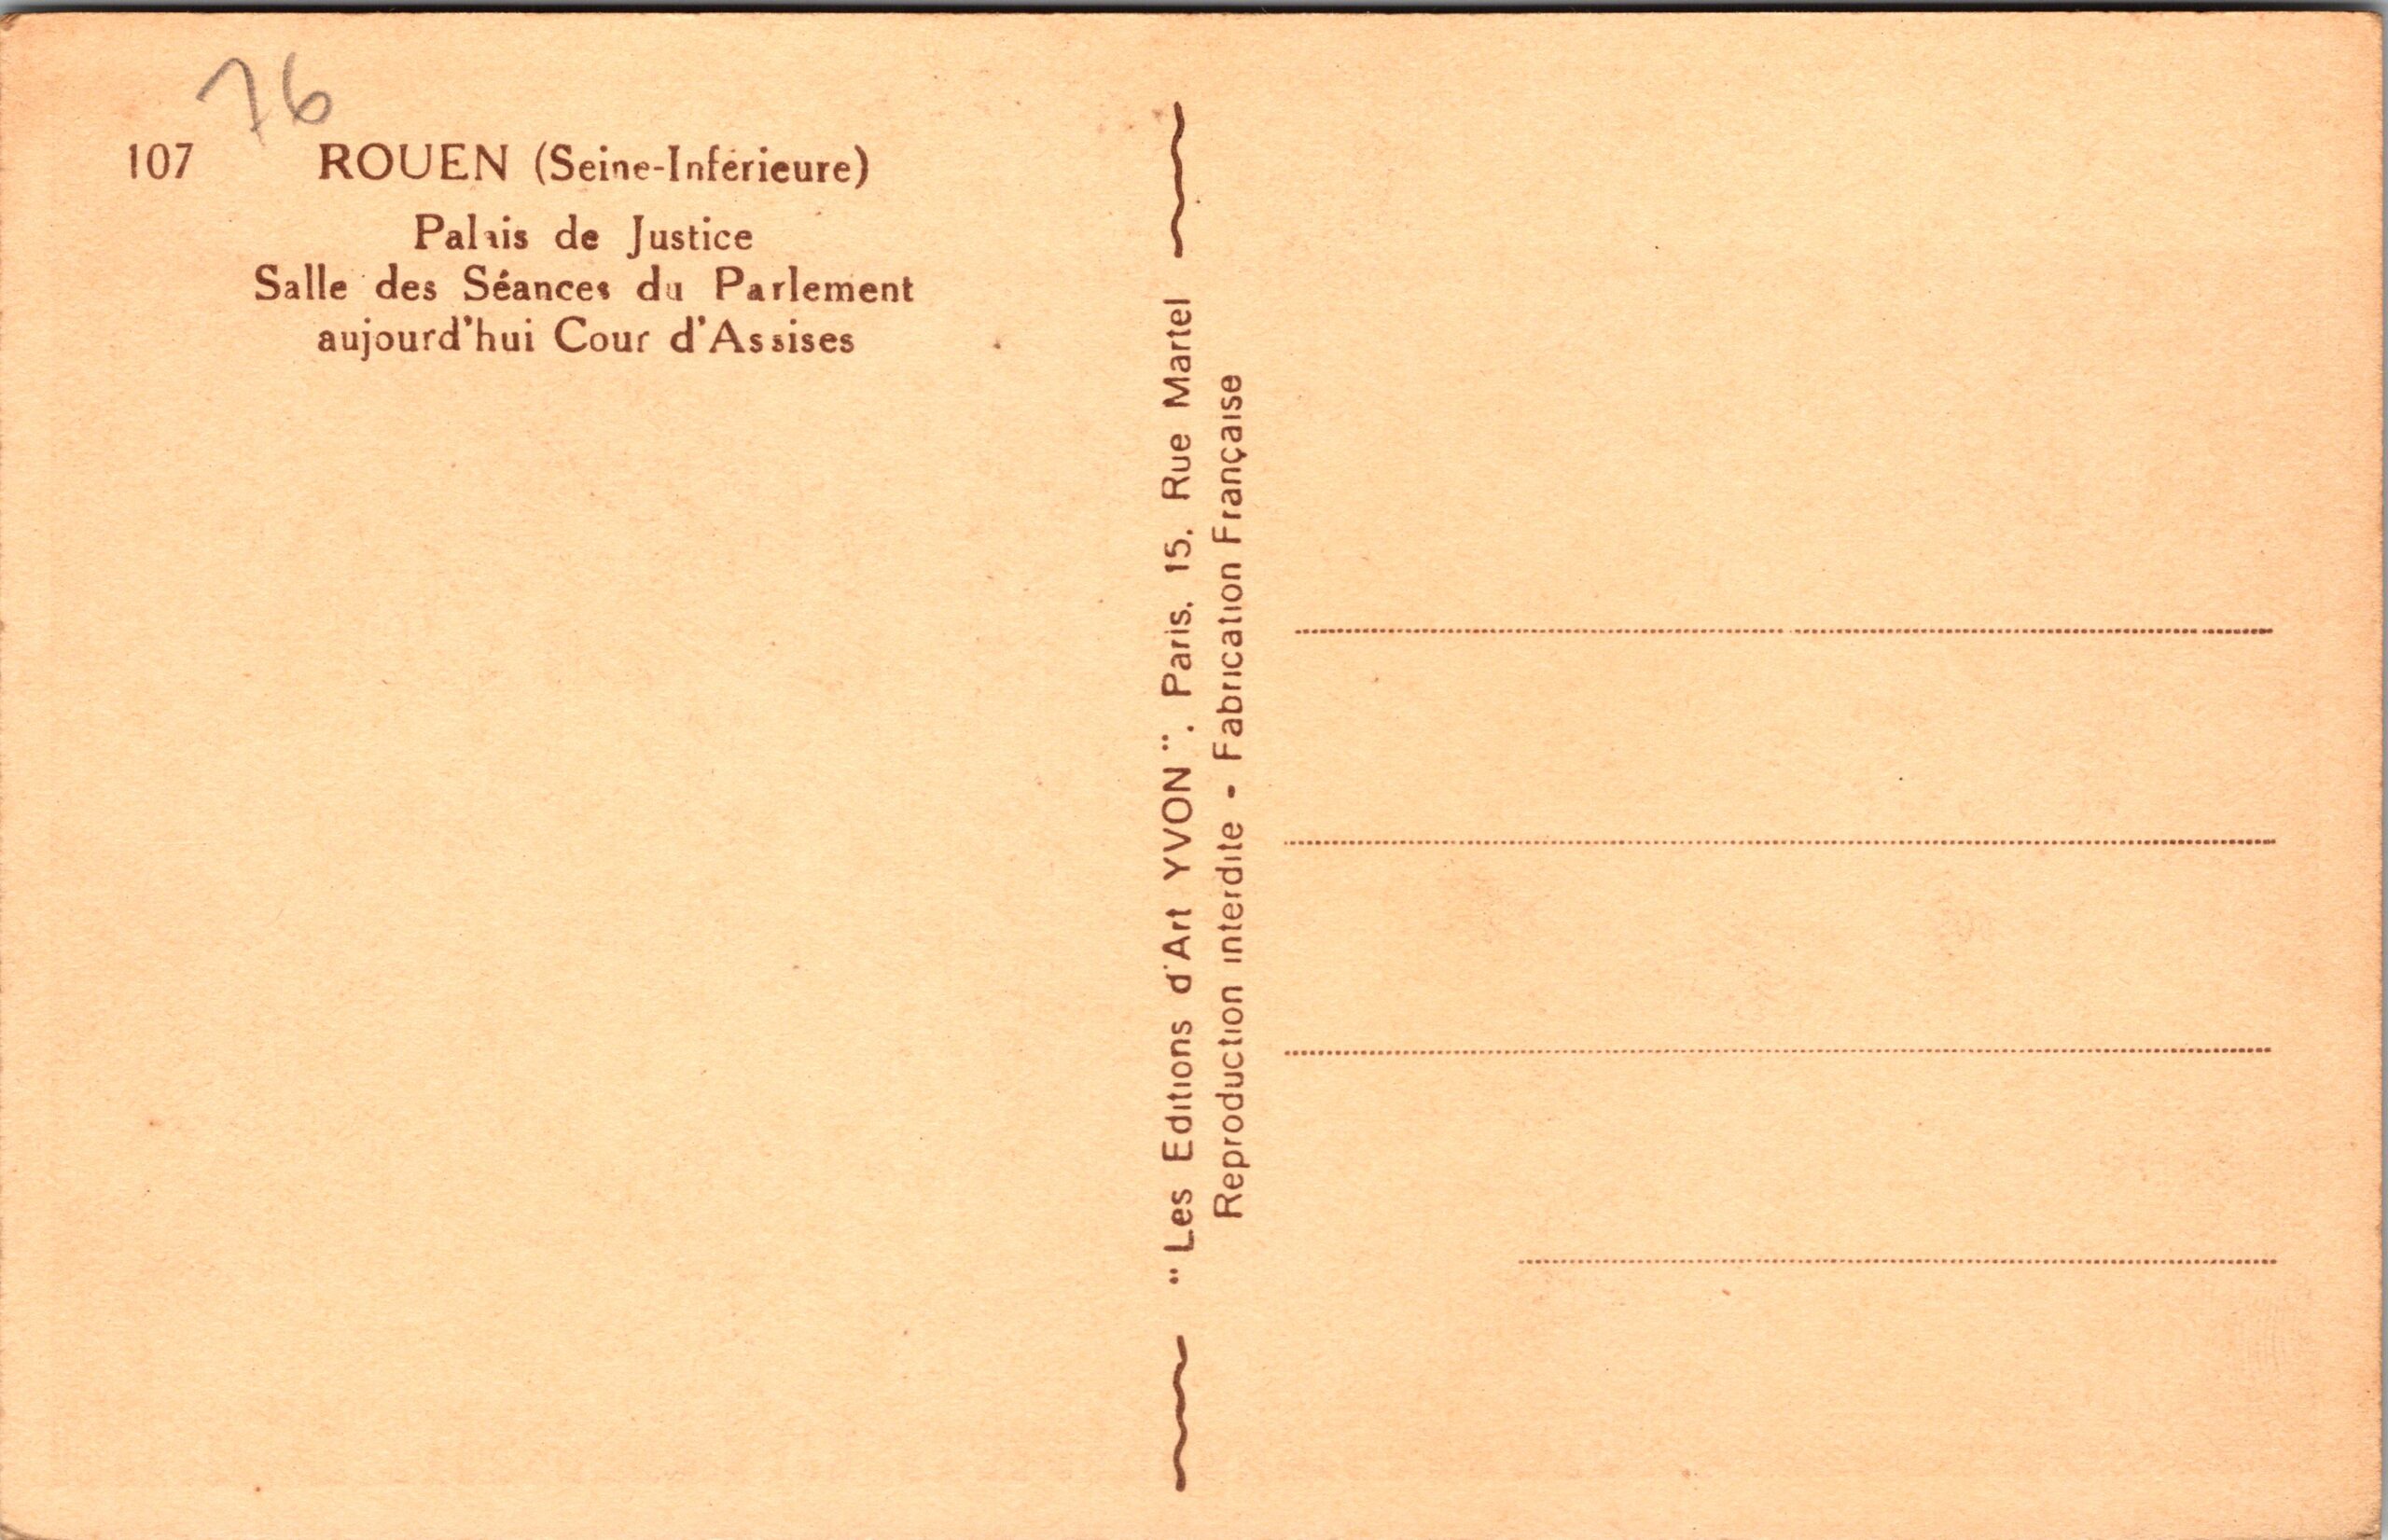 76
107 ROUEN (Seine-Inférieure)
Palais de Justice
Salle des Séances du Parlement
aujourd'hui Cour d'Assises
"Les Editions d'Art YVON". Paris. 15. Rue Martel
Reproduction interdite - Fabrication Française